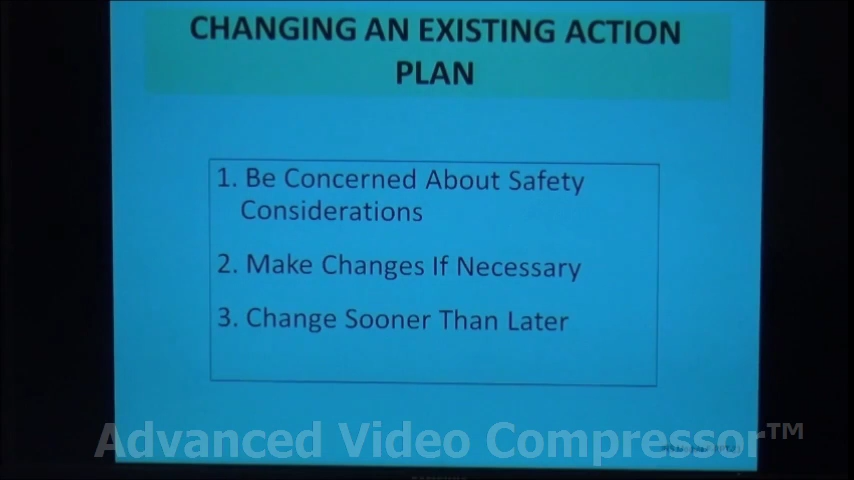 CHANGING AN EXISTING ACTION
PLAN
1. Be Concerned About Safety
Considerations
2. Make Changes If Necessary
3. Change Sooner Than Later
Advanced Video Compressor™